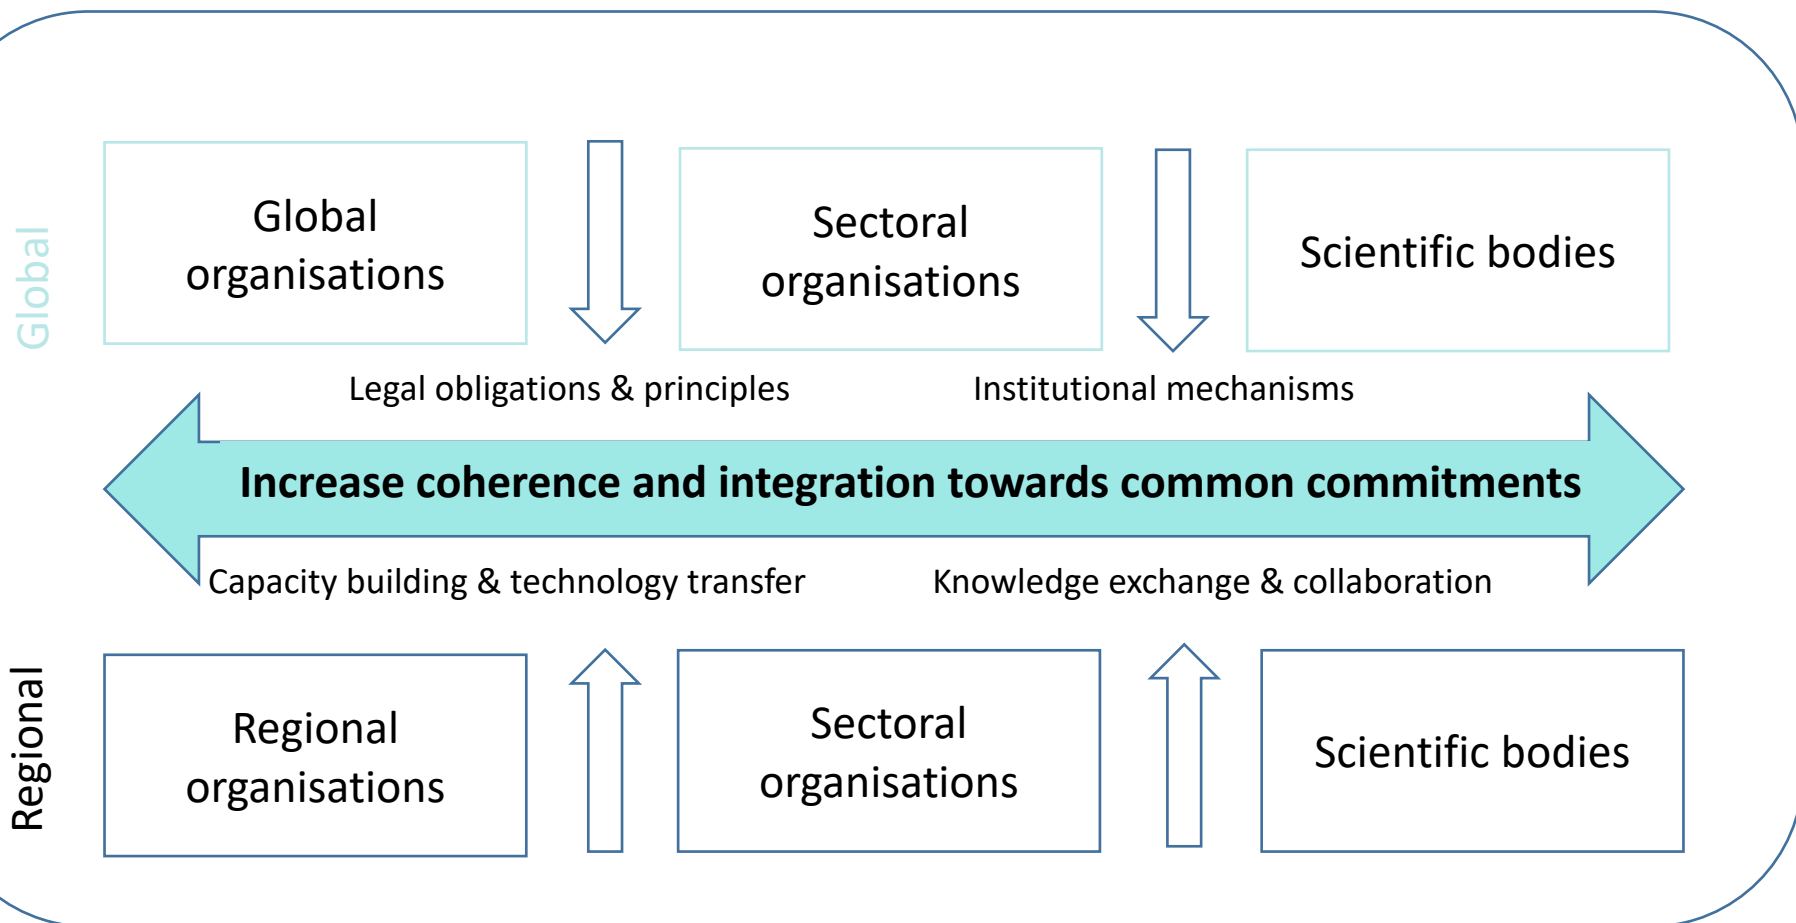 Global
Global
organisations
Sectoral
organisations
Scientific bodies
Legal obligations & principles
Institutional mechanisms
Increase coherence and integration towards common commitments
Capacity building & technology transfer
Knowledge exchange & collaboration
Regional
Regional
organisations
Sectoral
organisations
Scientific bodies